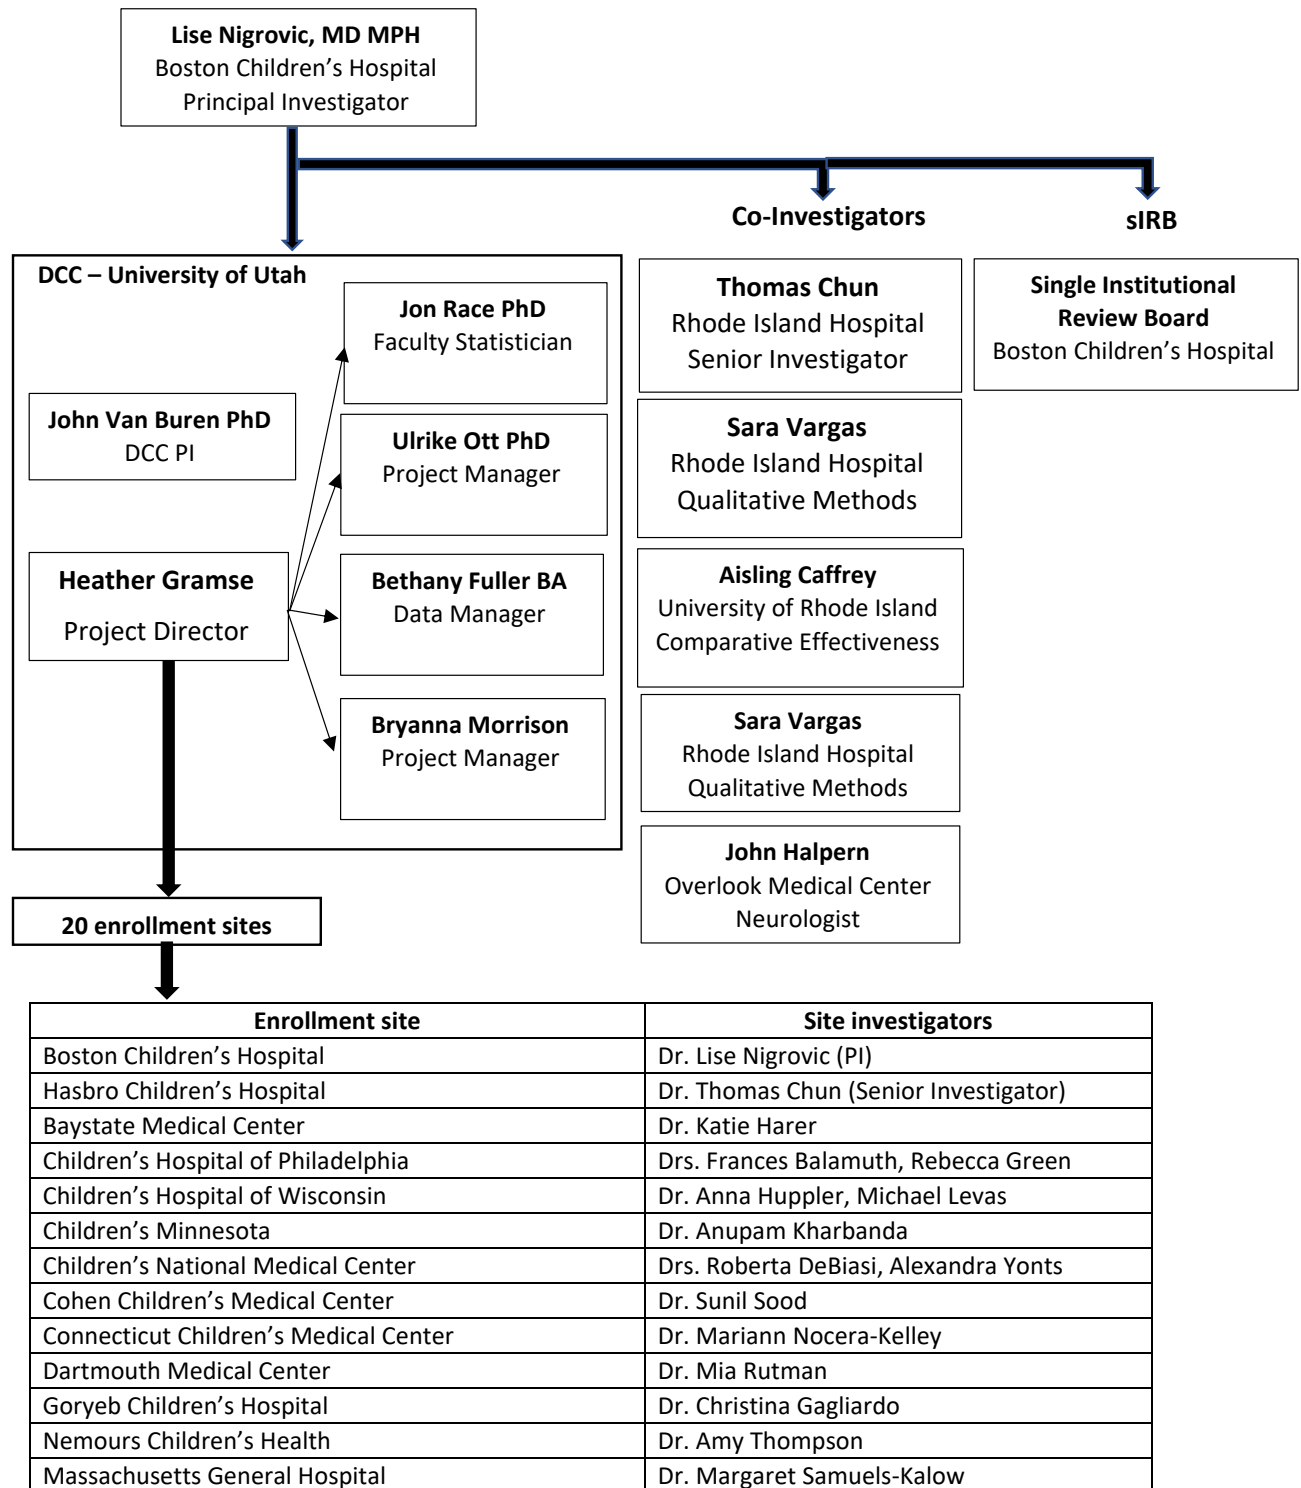 Lise Nigrovic, MD MPH
Boston Children’s Hospital
Principal Investigator
Co-Investigators
sIRB
DCC – University of Utah
John Van Buren PhD
DCC PI
Heather Gramse
Project Director
Jon Race PhD
Faculty Statistician
Ulrike Ott PhD
Project Manager
Bethany Fuller BA
Data Manager
Bryanna Morrison
Project Manager
Thomas Chun
Rhode Island Hospital
Senior Investigator
Sara Vargas
Rhode Island Hospital
Qualitative Methods
Aisling Caffrey
University of Rhode Island
Comparative Effectiveness
Sara Vargas
Rhode Island Hospital
Qualitative Methods
John Halpern
Overlook Medical Center
Neurologist
Single Institutional
Review Board
Boston Children’s Hospital
20 enrollment sites
Enrollment site Site investigators
Boston Children’s Hospital Dr. Lise Nigrovic (PI)
Hasbro Children’s Hospital Dr. Thomas Chun (Senior Investigator)
Baystate Medical Center Dr. Katie Harer
Children’s Hospital of Philadelphia Drs. Frances Balamuth, Rebecca Green
Children’s Hospital of Wisconsin Dr. Anna Huppler, Michael Levas
Children’s Minnesota Dr. Anupam Kharbanda
Children’s National Medical Center Drs. Roberta DeBiasi, Alexandra Yonts
Cohen Children’s Medical Center Dr. Sunil Sood
Connecticut Children’s Medical Center Dr. Mariann Nocera-Kelley
Dartmouth Medical Center Dr. Mia Rutman
Goryeb Children’s Hospital Dr. Christina Gagliardo
Nemours Children’s Health Dr. Amy Thompson
Massachusetts General Hospital Dr. Margaret Samuels-Kalow